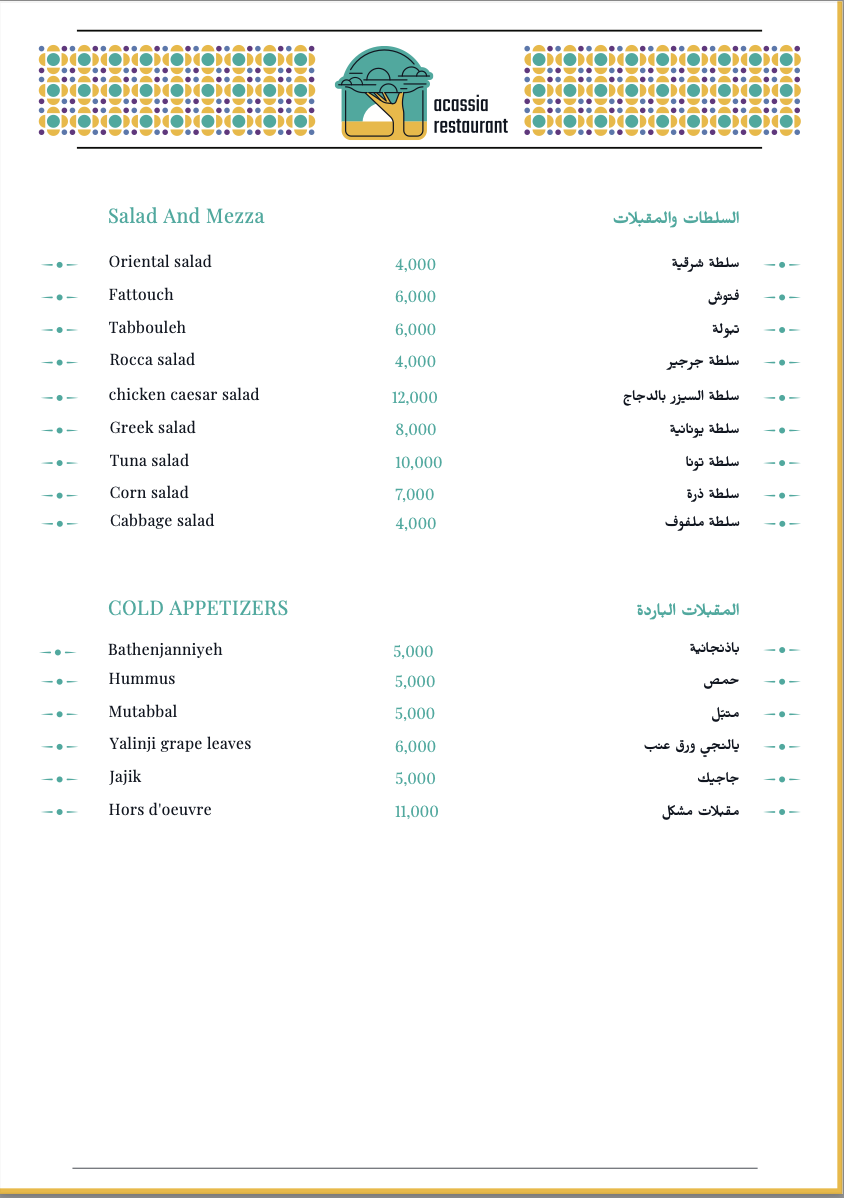 acassia
restaurant
Salad And Mezza السلطات والمقبلات
Oriental salad 4,000 سلطة شرقية
Fattouch 6,000 فتوش
Tabbouleh 6,000 تبولة
Rocca salad 4,000 سلطة جرجير
chicken caesar salad 12,000 سلطة السيزر بالدجاج
Greek salad 8,000 سلطة يونانية
Tuna salad 10,000 سلطة تونا
Corn salad 7,000 سلطة ذرة
Cabbage salad 4,000 سلطة ملفوف
COLD APPETIZERS المقبلات الباردة
Bathenjanniyeh 5,000 باذنجانية
Hummus 5,000 حمص
Mutabbal 5,000 متبّل
Yalinji grape leaves 6,000 يالنجي ورق عنب
Jajik 5,000 جاجيك
Hors d'oeuvre 11,000 مقبلات مشكل